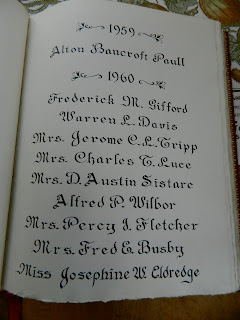 1959
Alton Bancroft Paull
1960
Frederick M. Gifford
Warren L. Davis
Mrs. Jerome C.L. Tripp
Mrs. Charles T. Luce
Mrs. D. Austin Sistare
Alfred P. Wilbor
Mrs. Percy J. Fletcher
Mrs. Fred E. Busby
Miss Josephine W. Eldredge